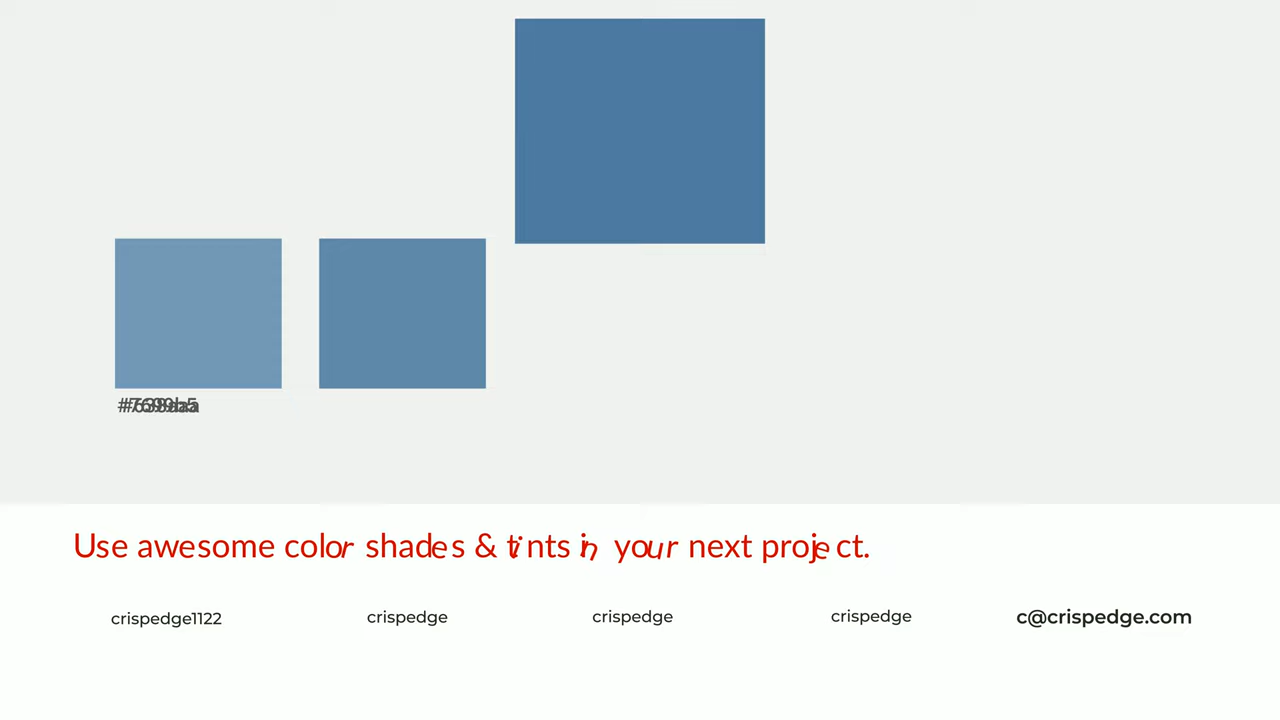 Use awesome color shades & tints in your next project.
crispedge1122 crispedge crispedge crispedge c@crispedge.com